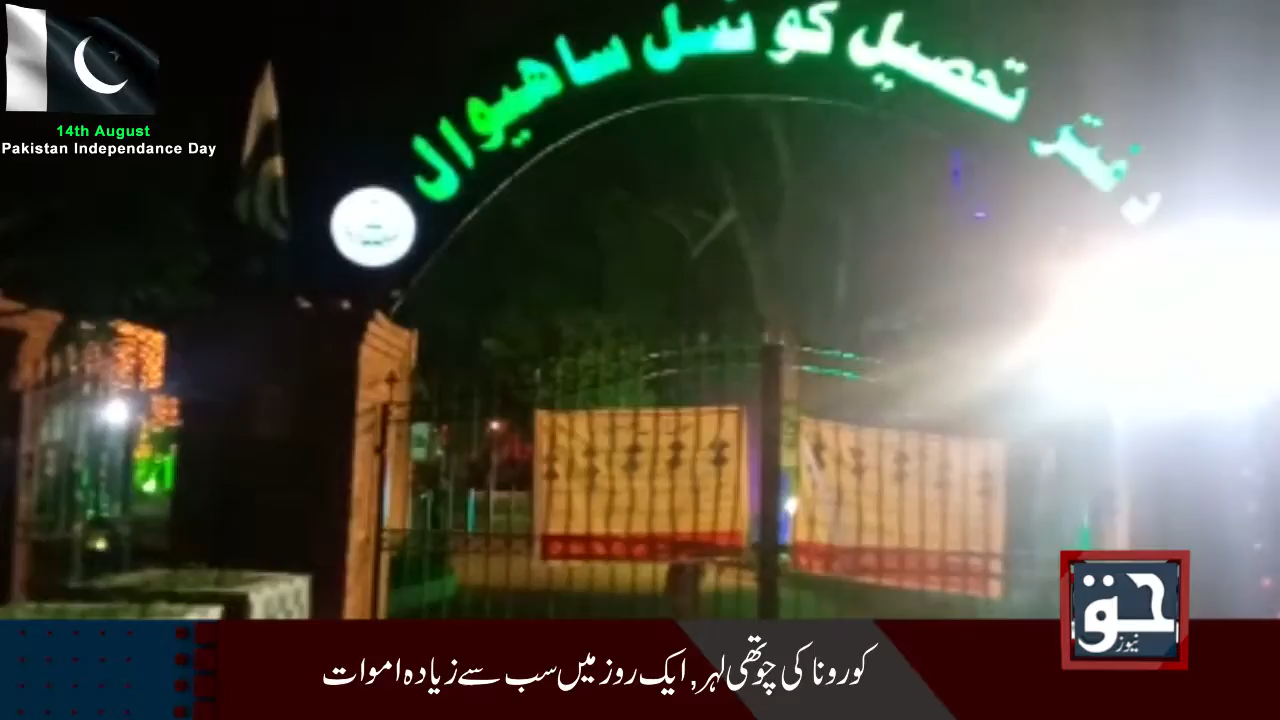 14th August
Pakistan Independance Day
دفتر تحصیل کونسل ساهیوال
حق
نیوز
کورونا کی چوتھی لہر, ایک روز میں سب سے زیادہ اموات